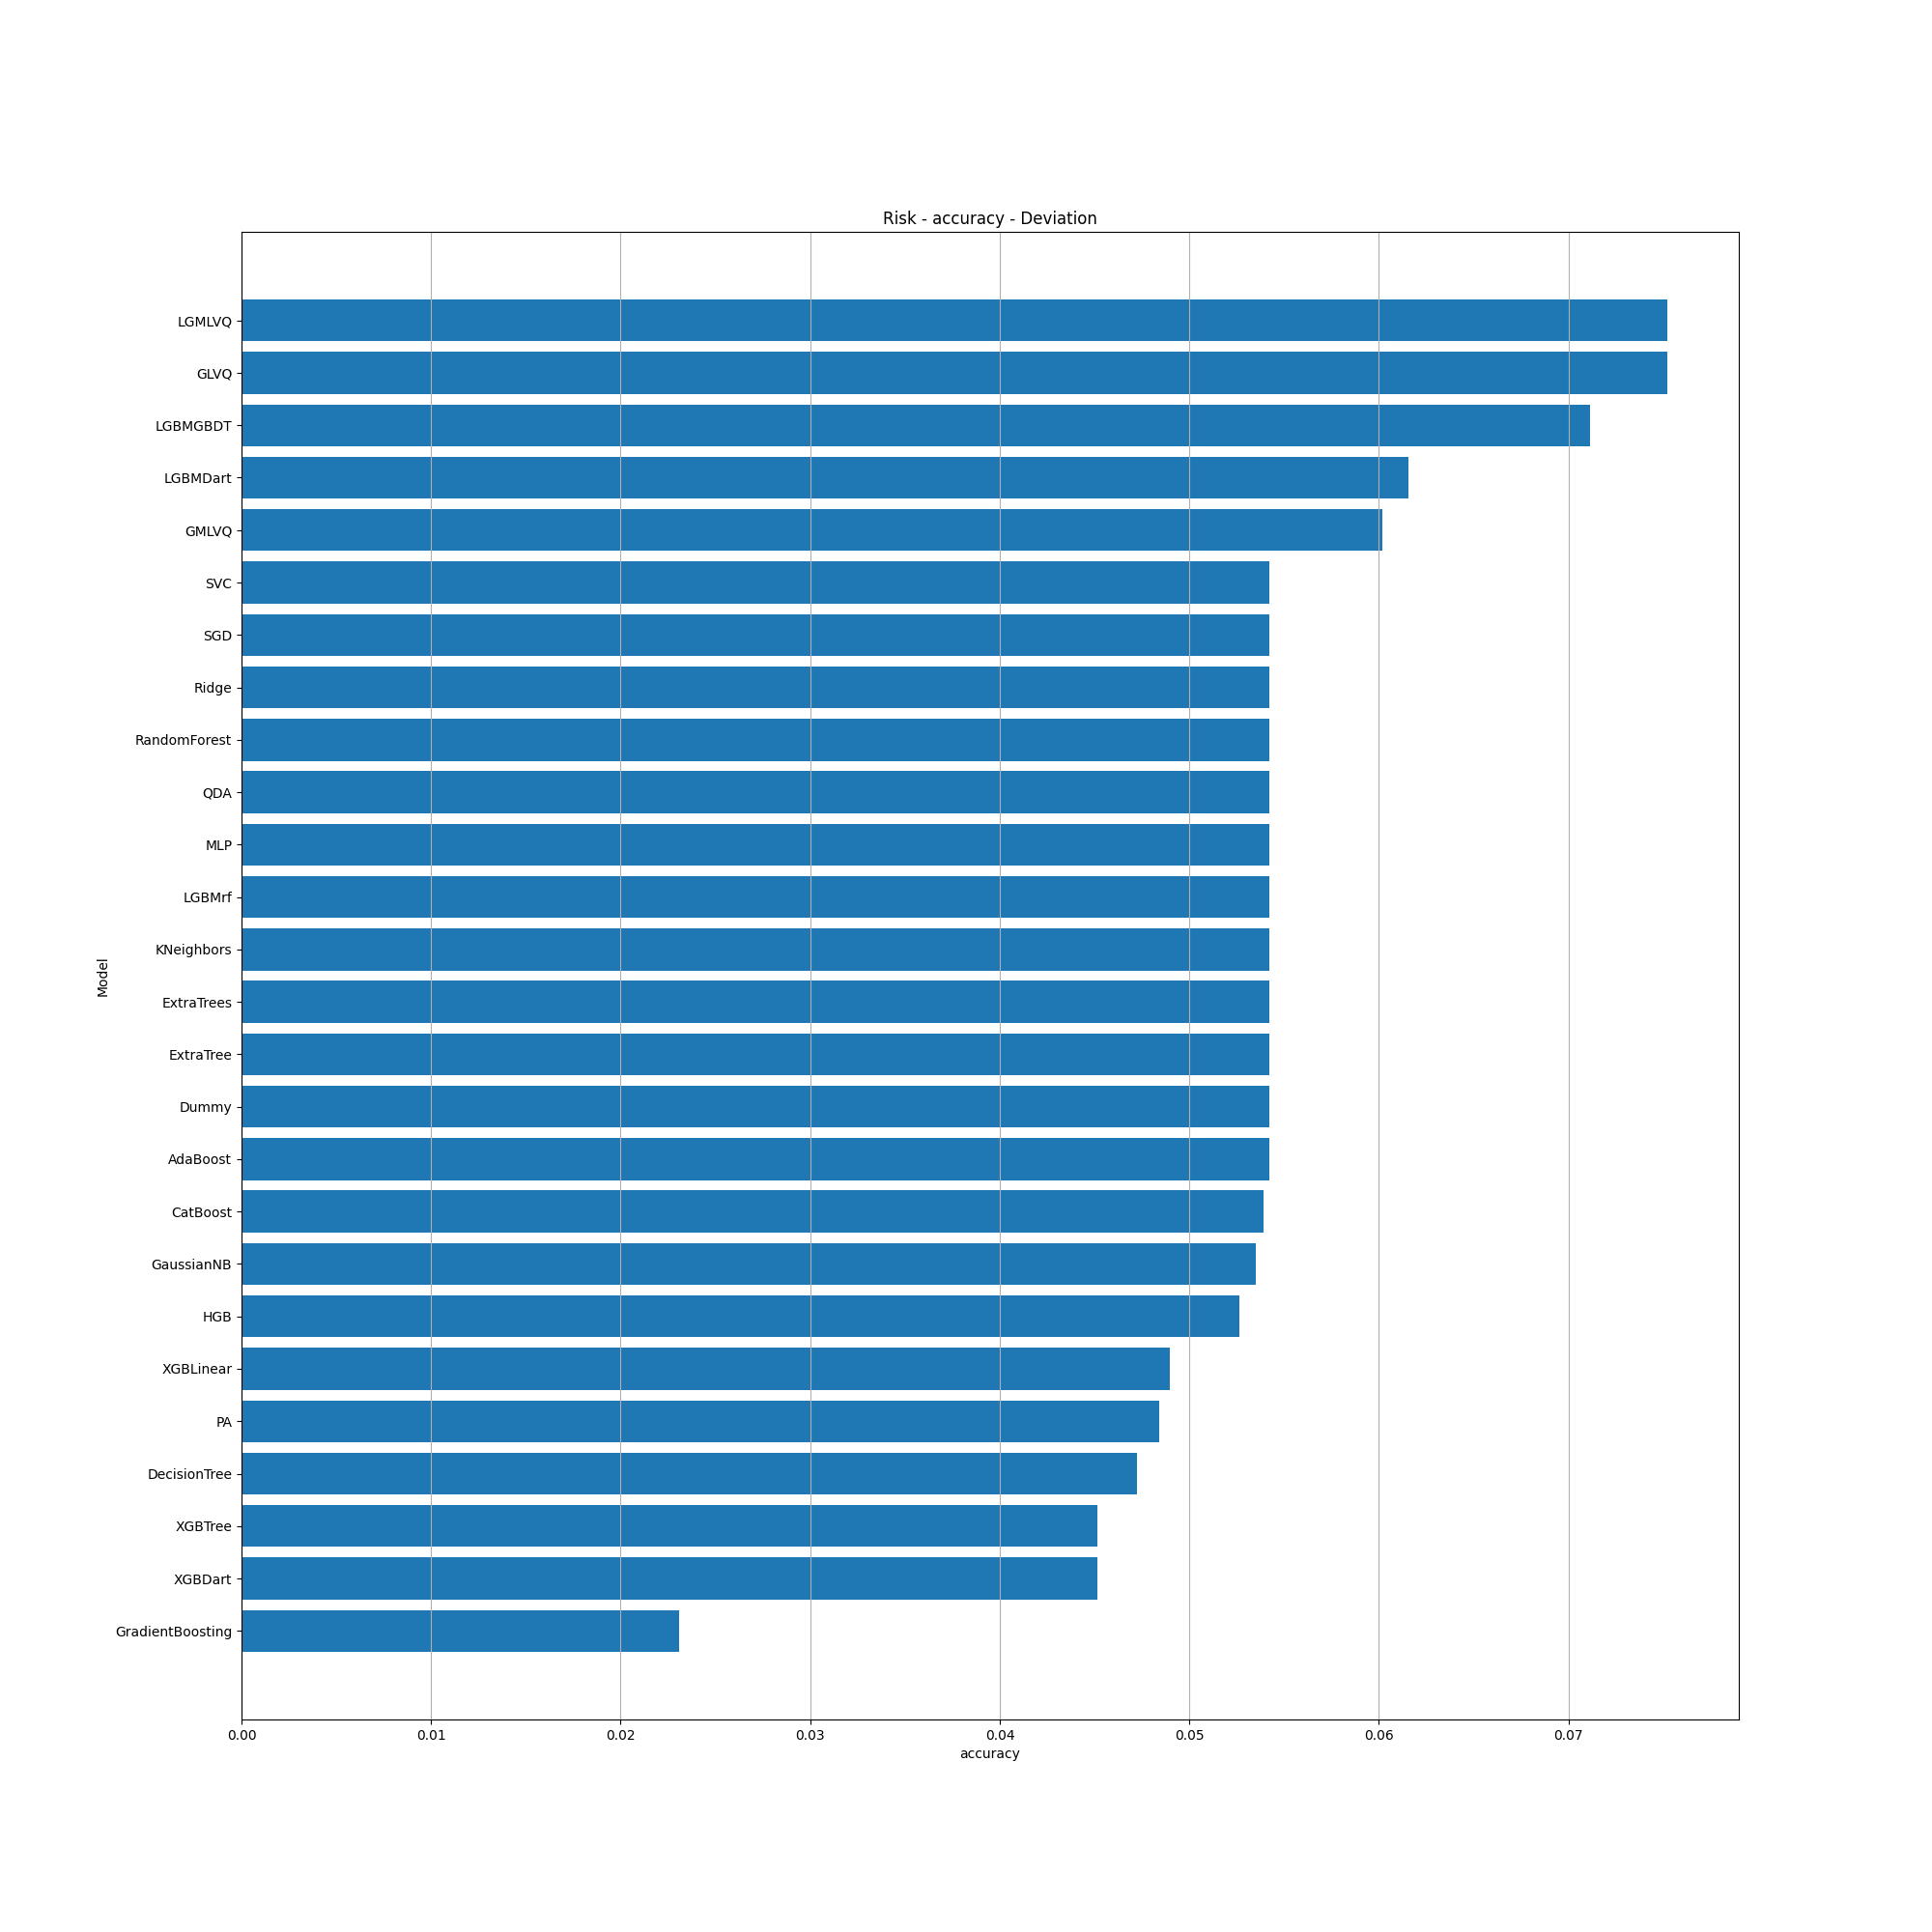 Risk - accuracy - Deviation
LGMLVQ
GLVQ
LGBMGBDT
LGBMDart
GMLVQ
SVC
SGD
Ridge
RandomForest
QDA
MLP
LGBMrf
KNeighbors
Model
ExtraTrees
ExtraTree
Dummy
AdaBoost
CatBoost
GaussianNB
HGB
XGBLinear
PA
DecisionTree
XGBTree
XGBDart
GradientBoosting
0.00 0.01 0.02 0.03 0.04 0.05 0.06 0.07
accuracy